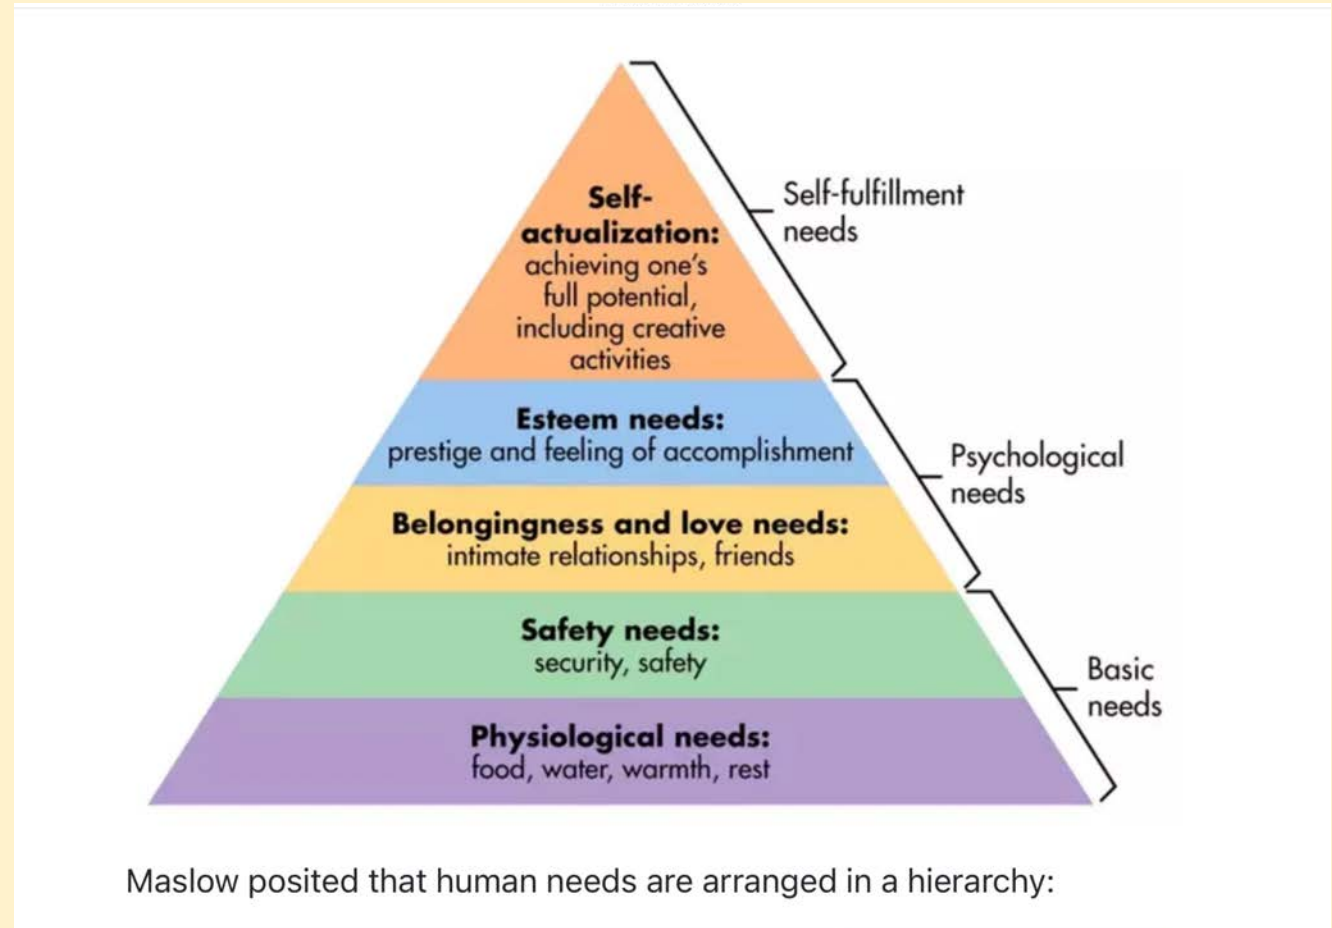 Self-
actualization:
achieving one's
full potential,
including creative
activities
Self-fulfillment
needs
Esteem needs:
prestige and feeling of accomplishment
Psychological
needs
Belongingness and love needs:
intimate relationships, friends
Safety needs:
security, safety
Basic
needs
Physiological needs:
food, water, warmth, rest
Maslow posited that human needs are arranged in a hierarchy: